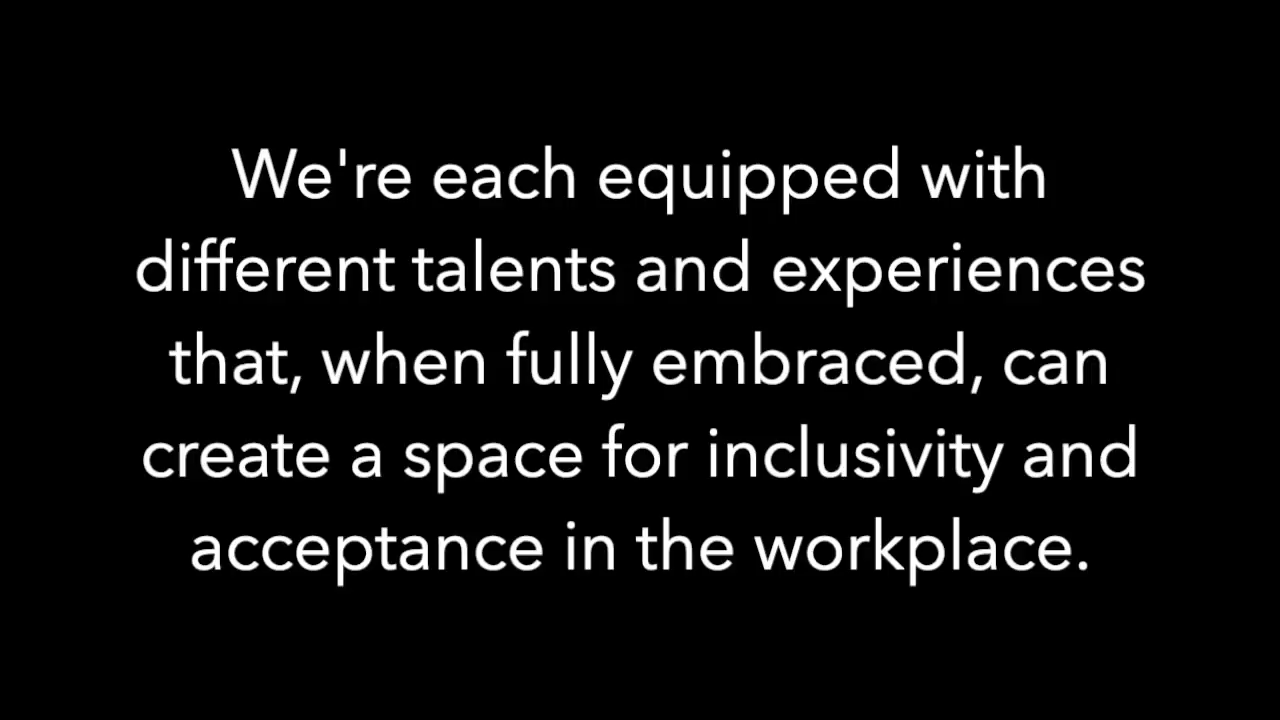 We're each equipped with
different talents and experiences
that, when fully embraced, can
create a space for inclusivity and
acceptance in the workplace.